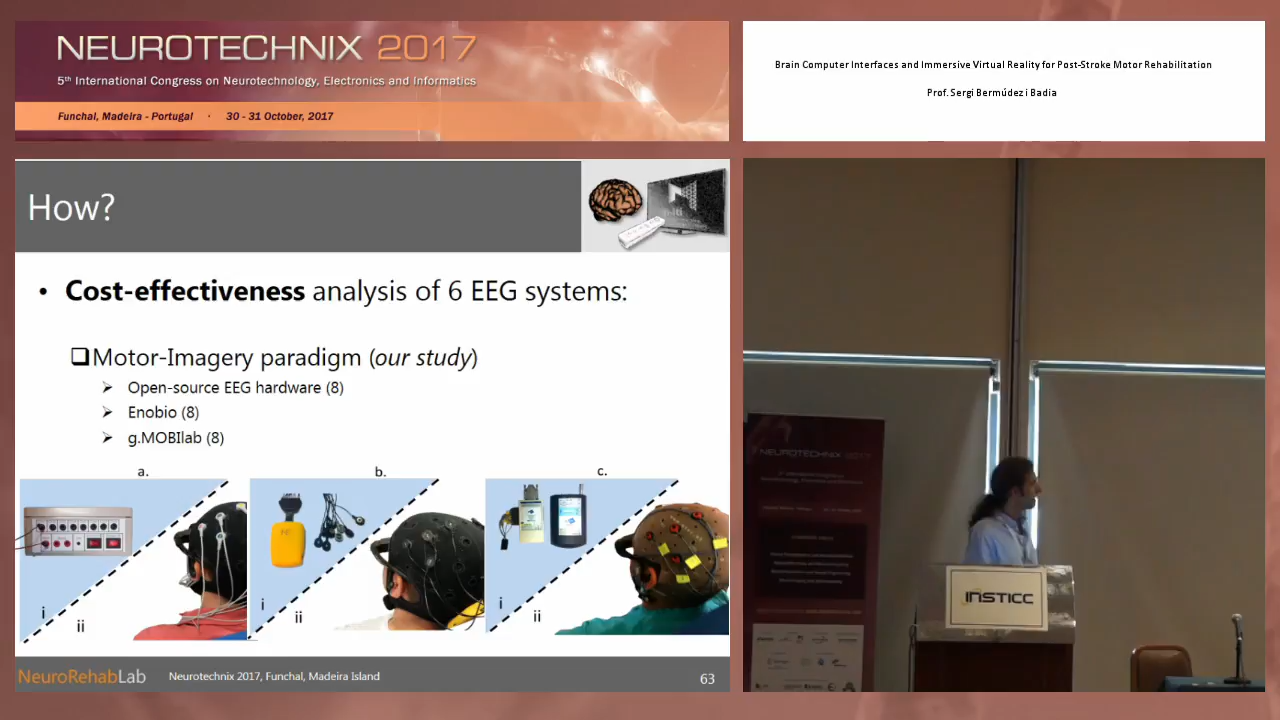 NEUROTECHNIX 2017
5th International Congress on Neurotechnology, Electronics and Informatics
Funchal, Madeira - Portugal · 30 - 31 October, 2017
Brain Computer Interfaces and Immersive Virtual Reality for Post-Stroke Motor Rehabilitation
Prof. Sergi Bermúdez i Badia
How?
• Cost-effectiveness analysis of 6 EEG systems:
❑Motor-Imagery paradigm (our study)
➢ Open-source EEG hardware (8)
➢ Enobio (8)
➢ g.MOBIlab (8)
a. b. c.
i ii i ii i ii
NeuroRehabLab Neurotechnix 2017, Funchal, Madeira Island 63
NEUROTECHNIX 2017
INSTICC